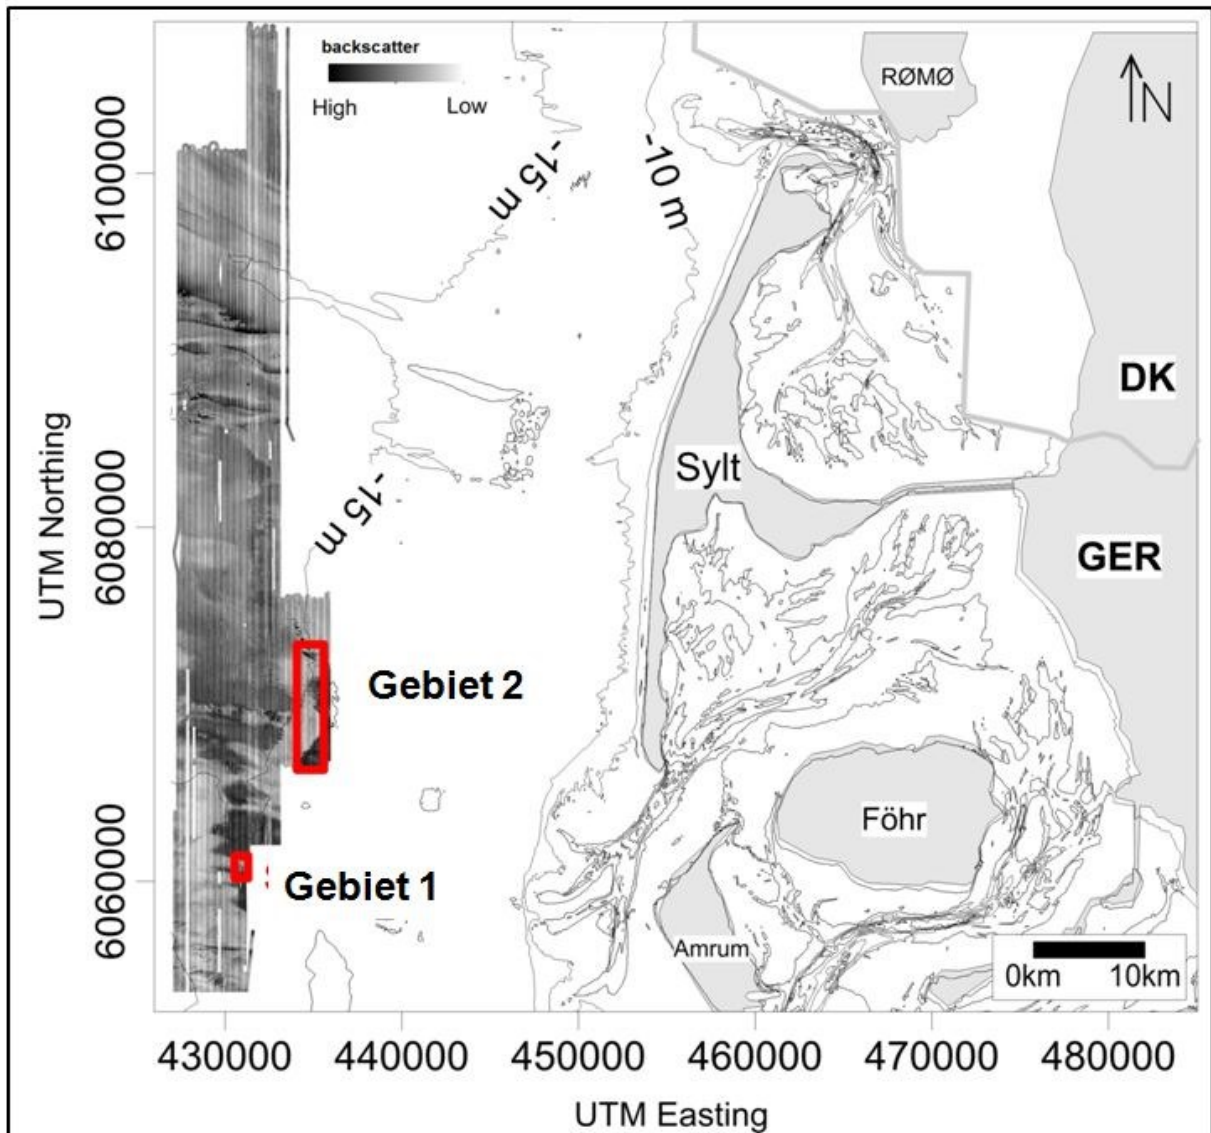 backscatter
High Low
RØMØ
N
-15 m
-10 m
6100000
DK
Sylt
UTM Northing
-15 m
6080000
GER
Gebiet 2
Föhr
6060000
Gebiet 1
Amrum
0km 10km
430000 440000 450000 460000 470000 480000
UTM Easting